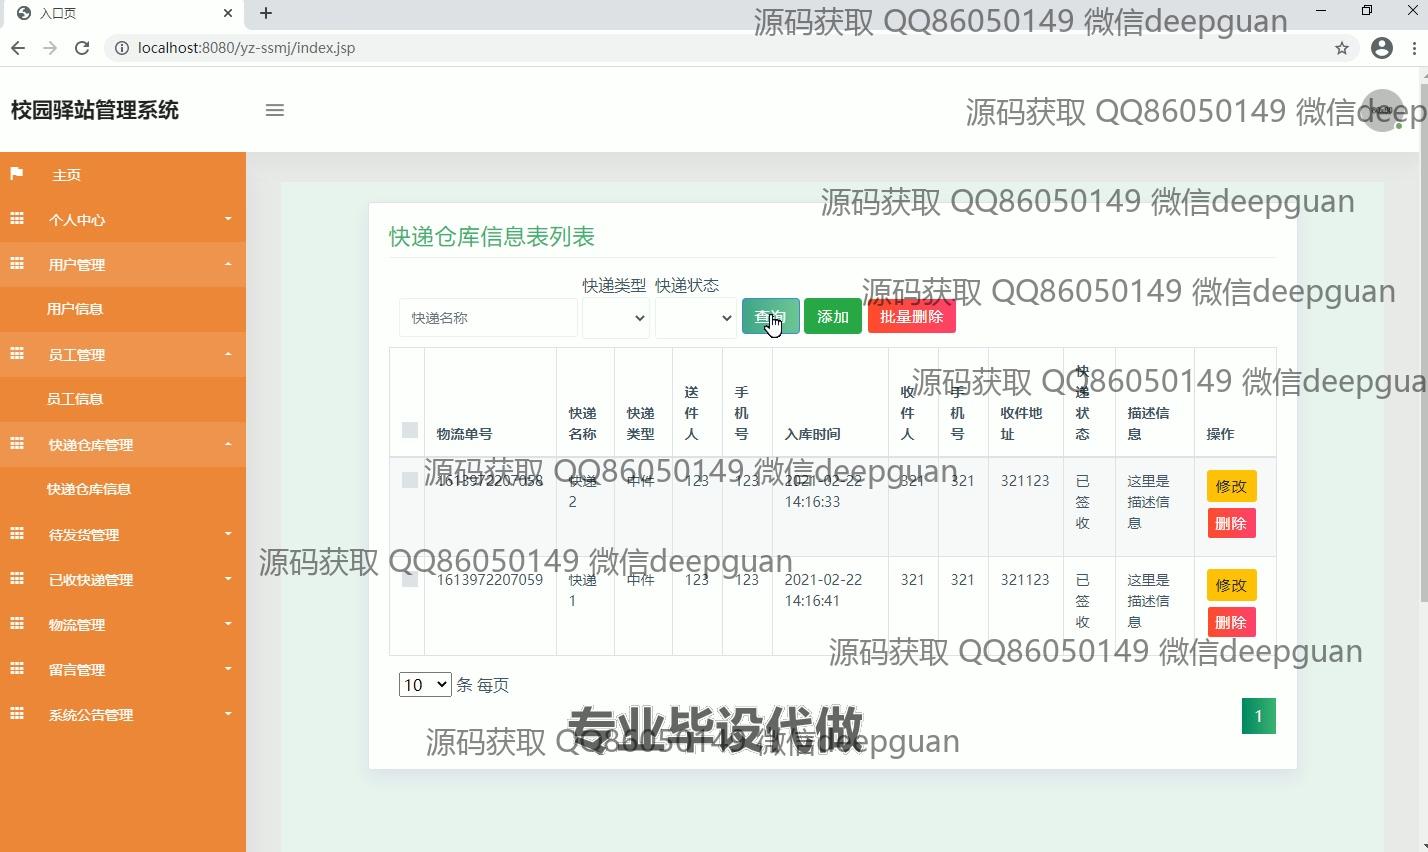 入口页
源码获取 QQ86050149 微信deepguan
localhost:8080/yz-ssmj/index.jsp
校园驿站管理系统
源码获取 QQ86050149 微信deep
主页
个人中心
用户管理
用户信息
员工管理
员工信息
快递仓库管理
快递仓库信息
待发货管理
已收快递管理
物流管理
留言管理
系统公告管理
源码获取 QQ86050149 微信deepguan
快递仓库信息表列表
快递类型 快递状态
源码获取 QQ86050149 微信deepguan
快递名称 查询 添加 批量删除
源码获取 QQ86050149 微信deepgua
物流单号 快递名称 快递类型 送件人 手机号 入库时间 收件人 手机号 收件地址 快递状态 描述信息 操作
源码获取 QQ86050149 微信deepguan
1613972207058 快递2 中件 123 123 2021-02-22 14:16:33 321 321 321123 已签收 这里是描述信息 修改 删除
源码获取 QQ86050149 微信deepguan
1613972207059 快递1 中件 123 123 2021-02-22 14:16:41 321 321 321123 已签收 这里是描述信息 修改 删除
源码获取 QQ86050149 微信deepguan
10 条 每页
1
专业毕设代做
源码获取 QQ86050149 微信deepguan